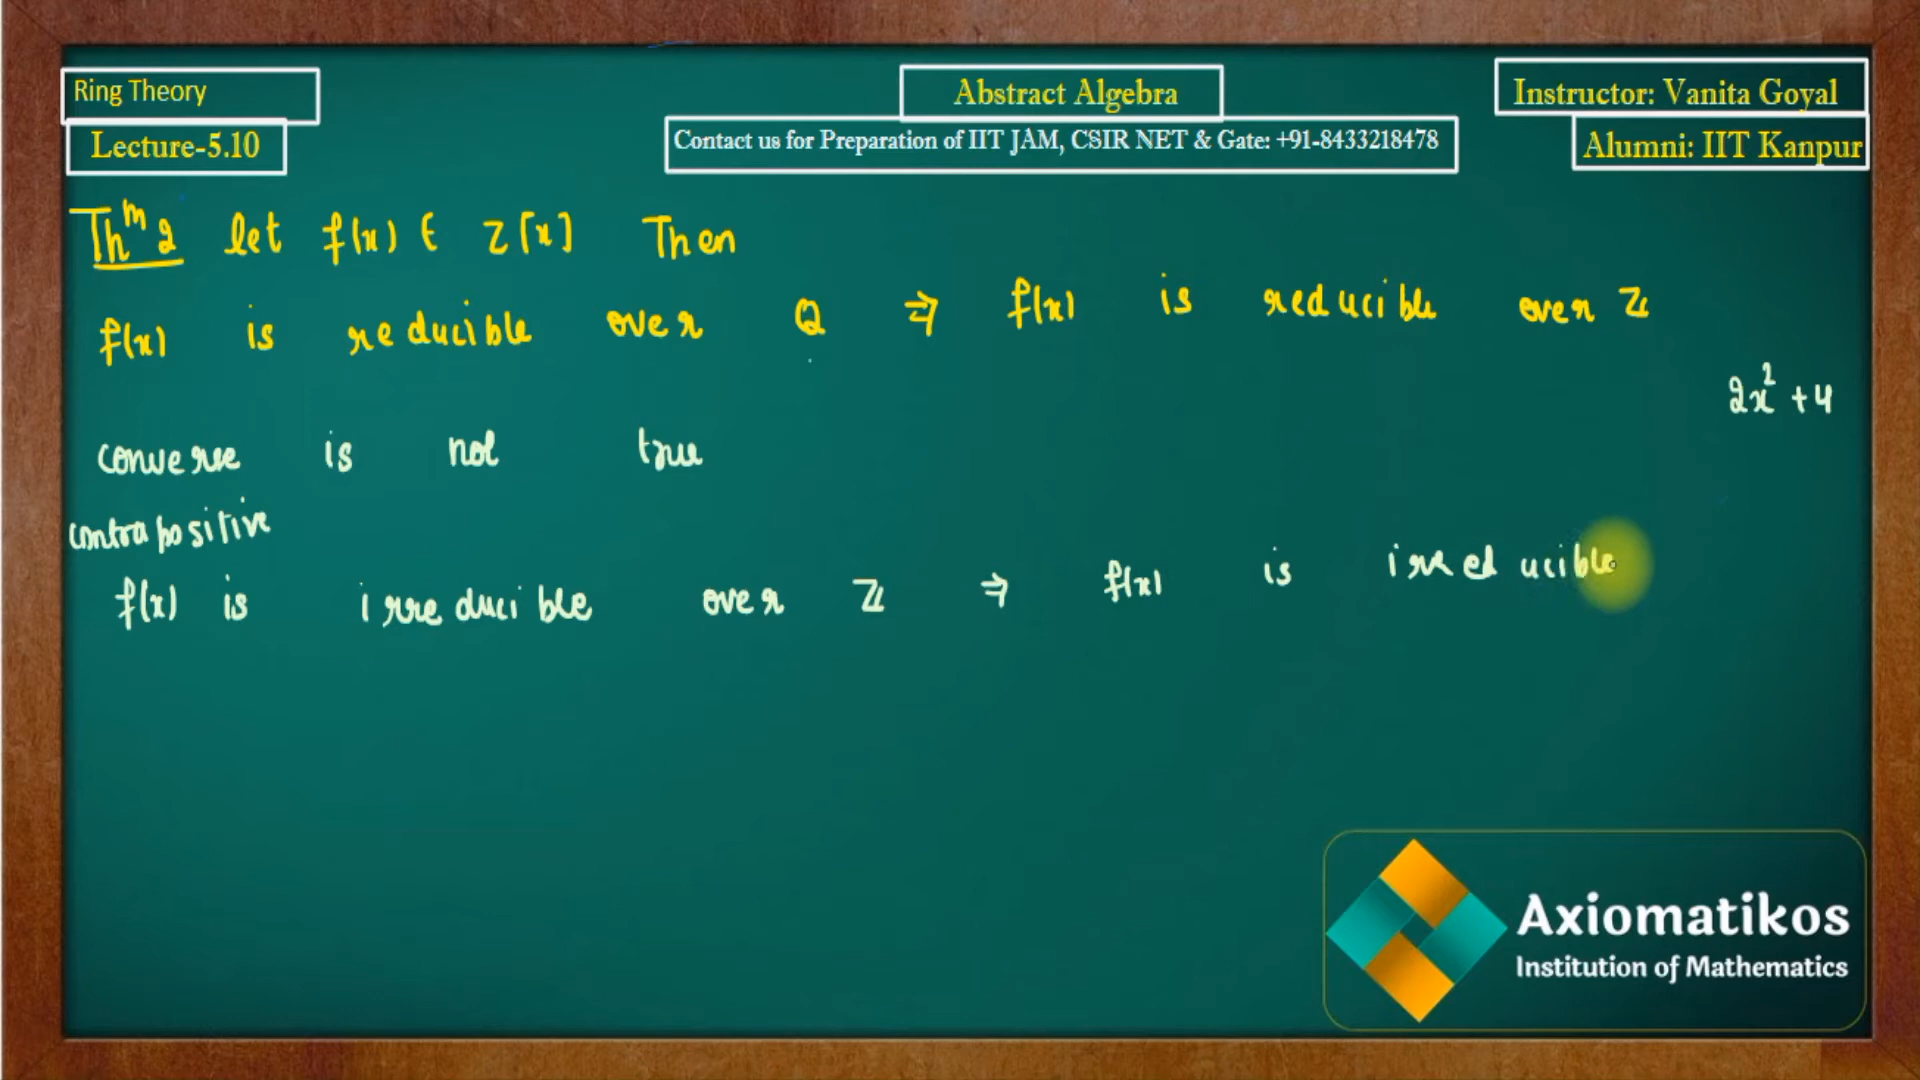 Ring Theory
Abstract Algebra
Instructor: Vanita Goyal
Lecture-5.10
Contact us for Preparation of IIT JAM, CSIR NET & Gate: +91-8433218478
Alumni: IIT Kanpur
Thm 2 let f(x) ∈ Z[x] Then
f(x) is reducible over Q ⇒ f(x) is reducible over Z
2x² + 4
converse is not true
contrapositive
f(x) is irreducible over Z ⇒ f(x) is irreducible
Axiomatikos
Institution of Mathematics